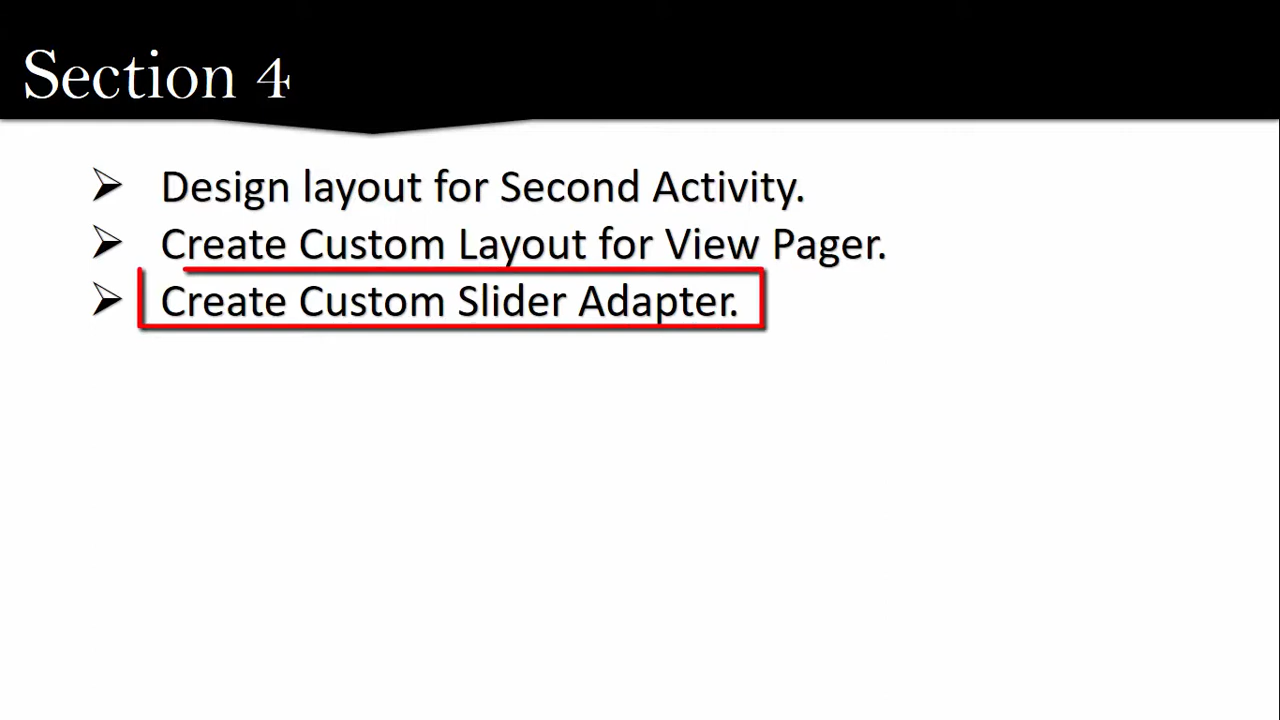 Section 4
➢ Design layout for Second Activity.
➢ Create Custom Layout for View Pager.
➢ Create Custom Slider Adapter.